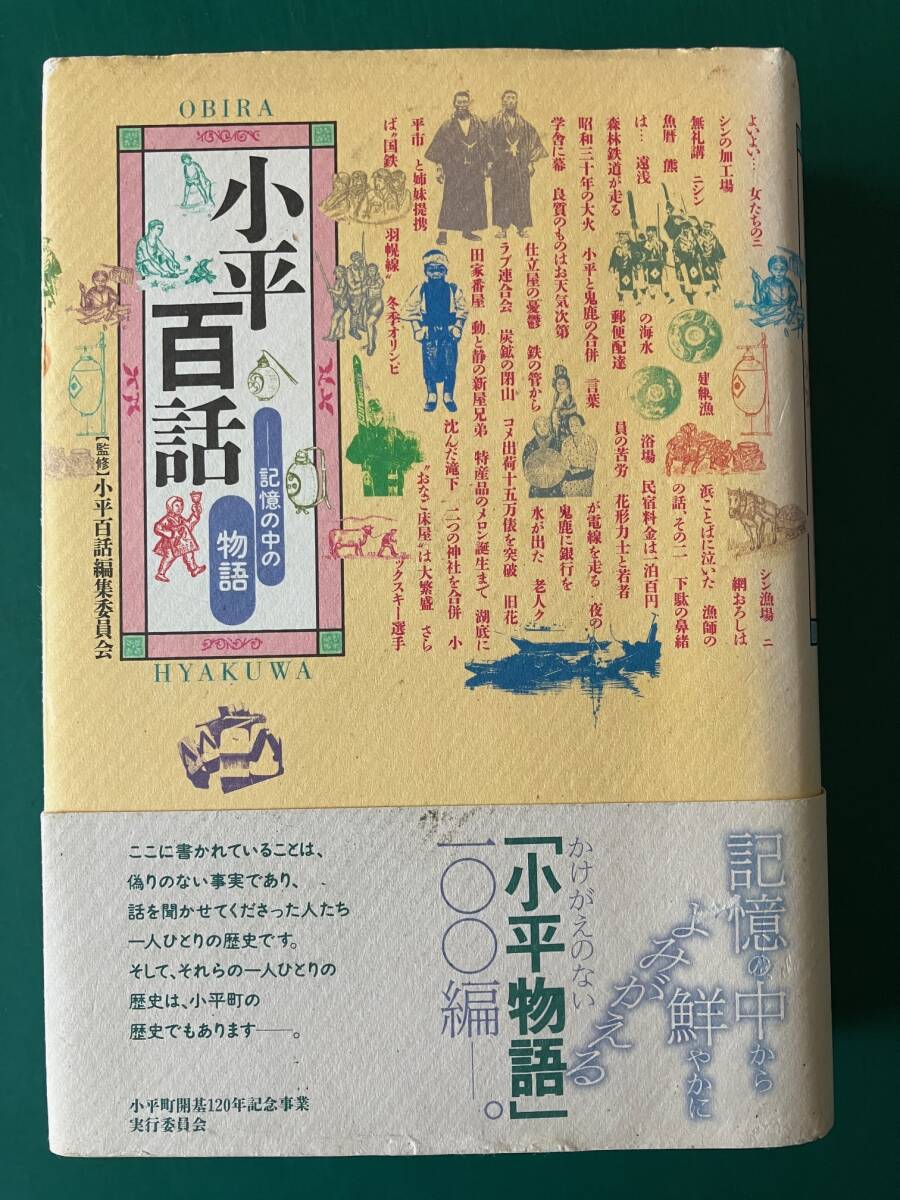 OBIRA
小平
百話
――記憶の中の
物語
【監修】小平百話編集委員会
HYAKUWA
よいよい… 女たちのニ
シン漁場 ニ
シンの加工場
網おろしは
無礼講 ニシン
建網漁
浜ことばに泣いた 漁師の
魚暦 熊
の話、その二 下駄の鼻緒
は… 遠浅
の海水
浴場 民宿料金は一泊百円
森林鉄道が走る
郵便配達
員の苦労 花形力士と若者
昭和三十年の大火 小平と鬼鹿の合併 言葉
が電線を走る 夜の
学舎に幕 良質のものはお天気次第
鬼鹿に銀行を
仕立屋の憂鬱 鉄の管から
水が出た 老人ク
ラブ連合会 炭鉱の閉山 コメ出荷十五万俵を突破 旧花
田家番屋 動と静の新屋兄弟 特産品のメロン誕生まで 湖底に
沈んだ滝下 二つの神社を合併 小
平市 と姉妹提携
“おなご床屋”は大繁盛 さら
ば“国鉄 羽幌線” 冬季オリンピ
ックスキー選手
記憶の中から
鮮やかに
よみがえる
かけがえのない
「小平物語」
一〇〇編――。
ここに書かれていることは、
偽りのない事実であり、
話を聞かせてくださった人たち
一人ひとりの歴史です。
そして、それらの一人ひとりの
歴史は、小平町の
歴史でもあります――。
小平町開基120年記念事業
実行委員会